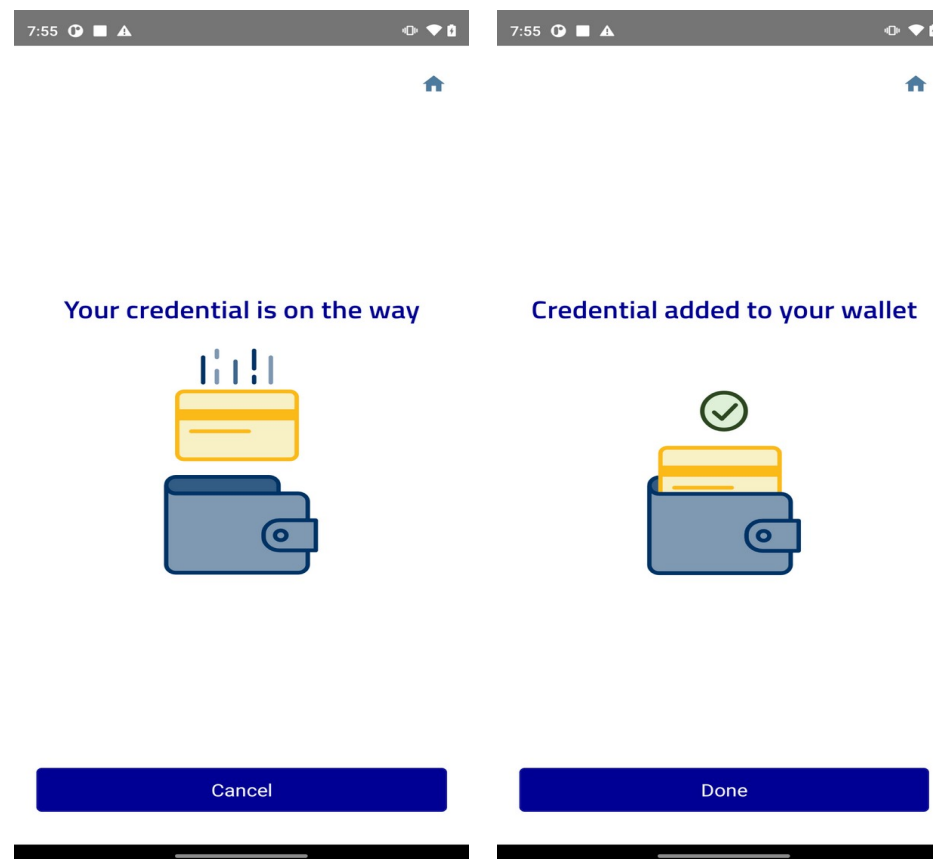 7:55
Your credential is on the way
Cancel
7:55
Credential added to your wallet
Done